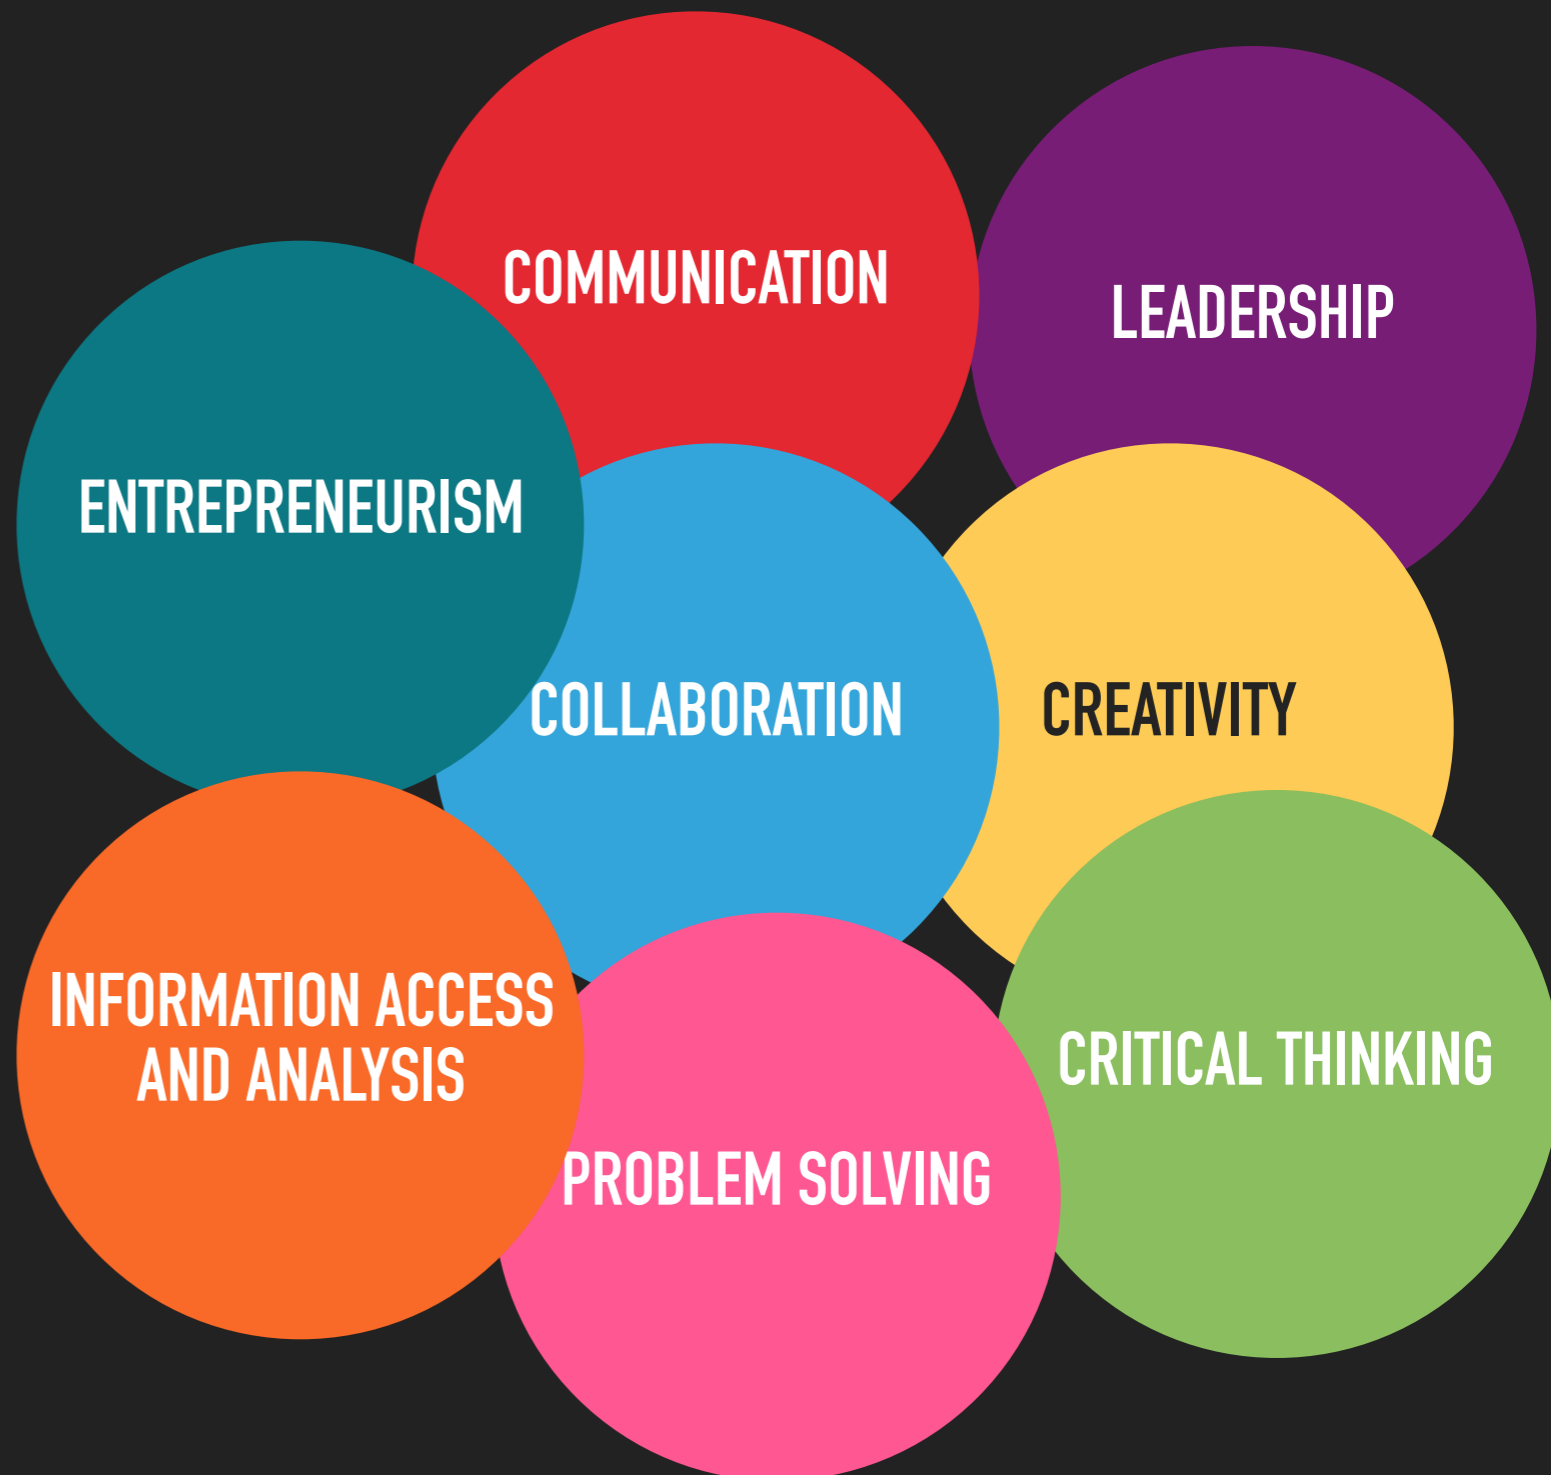 COMMUNICATION
LEADERSHIP
ENTREPRENEURISM
COLLABORATION
CREATIVITY
INFORMATION ACCESS
AND ANALYSIS
CRITICAL THINKING
PROBLEM SOLVING